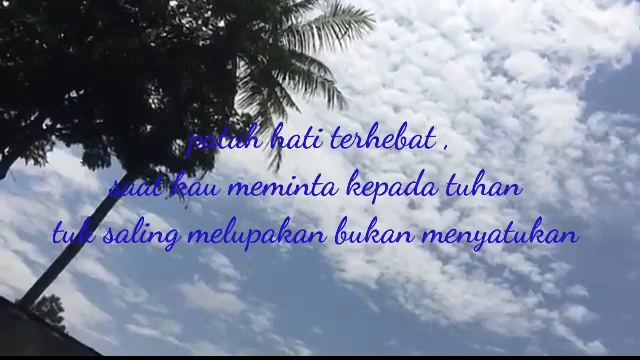 patah hati terhebat ,
saat kau meminta kepada tuhan
tuk saling melupakan bukan menyatukan